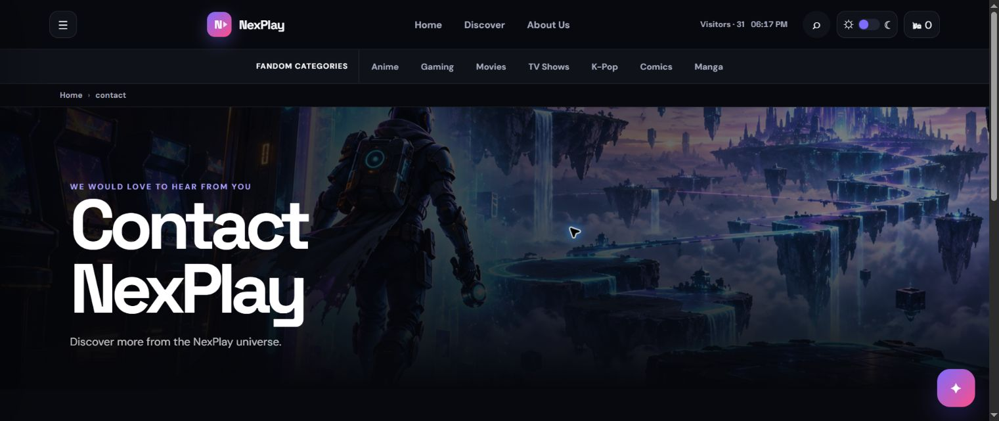 NexPlay
Home Discover About Us
Visitors · 31 06:17 PM
0
FANDOM CATEGORIES
Anime Gaming Movies TV Shows K-Pop Comics Manga
Home › contact
WE WOULD LOVE TO HEAR FROM YOU
Contact
NexPlay
Discover more from the NexPlay universe.